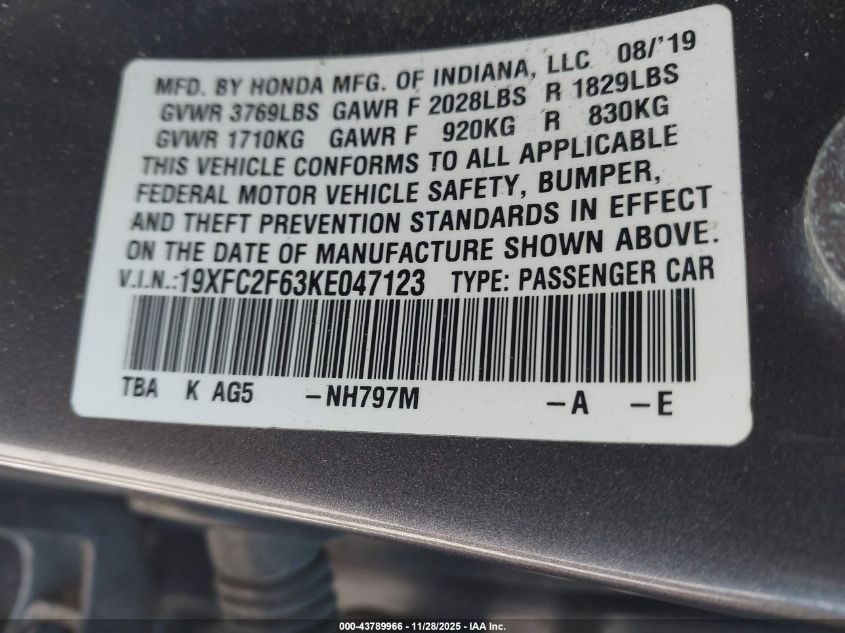 MFD. BY HONDA MFG. OF INDIANA, LLC 08/'19
GVWR 3769LBS GAWR F 2028LBS R 1829LBS
GVWR 1710KG GAWR F 920KG R 830KG
THIS VEHICLE CONFORMS TO ALL APPLICABLE
FEDERAL MOTOR VEHICLE SAFETY, BUMPER,
AND THEFT PREVENTION STANDARDS IN EFFECT
ON THE DATE OF MANUFACTURE SHOWN ABOVE.
V.I.N.:19XFC2F63KE047123 TYPE: PASSENGER CAR
TBA K AG5 -NH797M -A -E
000-43789966 | 11/28/2025 | IAA, Inc.